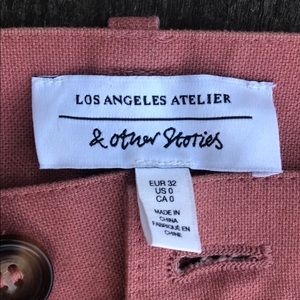 LOS ANGELES ATELIER
& other Stories
EUR 32
US 0
CA 0
MADE IN
CHINA
FABRIQUÉ EN
CHINE